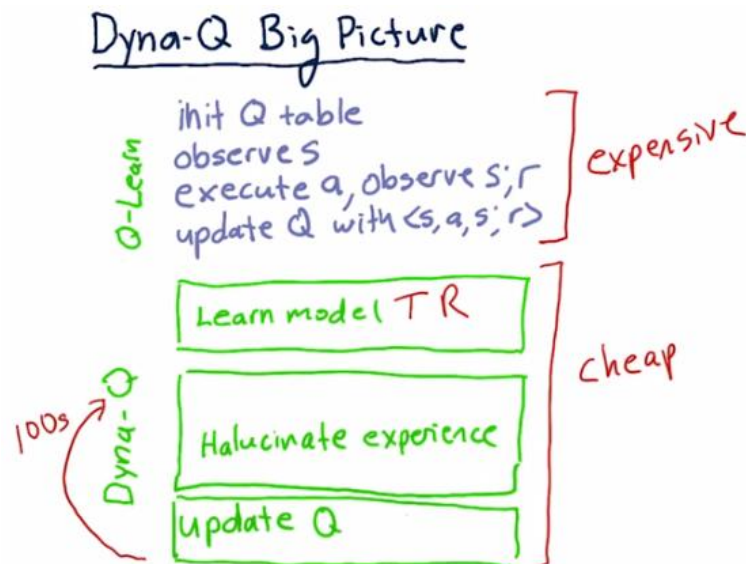 Dyna-Q Big Picture
init Q table
observe s
execute a, observe s', r
update Q with <s, a, s', r>
Q-Learn
expensive
Learn model T R
Halucinate experience
update Q
Dyna-Q
100s
cheap